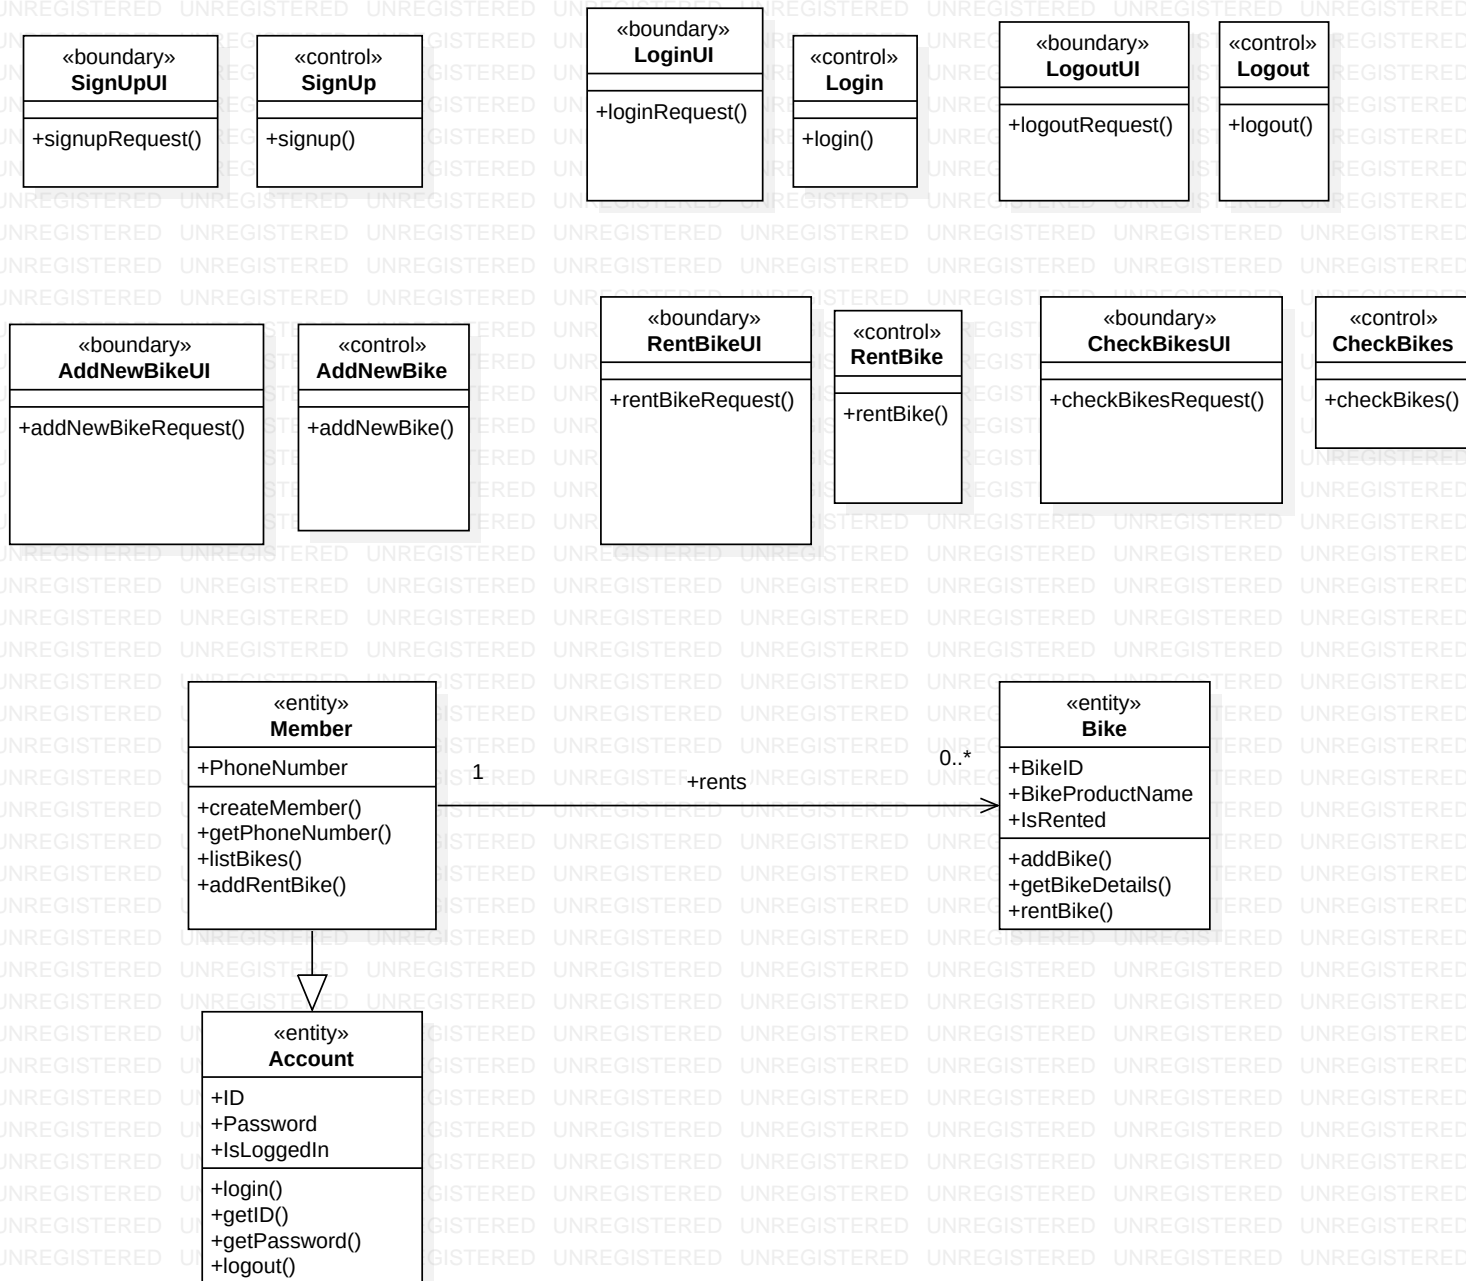 «boundary»
SignUpUI
+signupRequest()
«control»
SignUp
+signup()
«boundary»
LoginUI
+loginRequest()
«control»
Login
+login()
«boundary»
LogoutUI
+logoutRequest()
«control»
Logout
+logout()
«boundary»
AddNewBikeUI
+addNewBikeRequest()
«control»
AddNewBike
+addNewBike()
«boundary»
RentBikeUI
+rentBikeRequest()
«control»
RentBike
+rentBike()
«boundary»
CheckBikesUI
+checkBikesRequest()
«control»
CheckBikes
+checkBikes()
«entity»
Member
+PhoneNumber
+createMember()
+getPhoneNumber()
+listBikes()
+addRentBike()
1
+rents
0..*
«entity»
Bike
+BikeID
+BikeProductName
+IsRented
+addBike()
+getBikeDetails()
+rentBike()
«entity»
Account
+ID
+Password
+IsLoggedIn
+login()
+getID()
+getPassword()
+logout()
UNREGISTERED